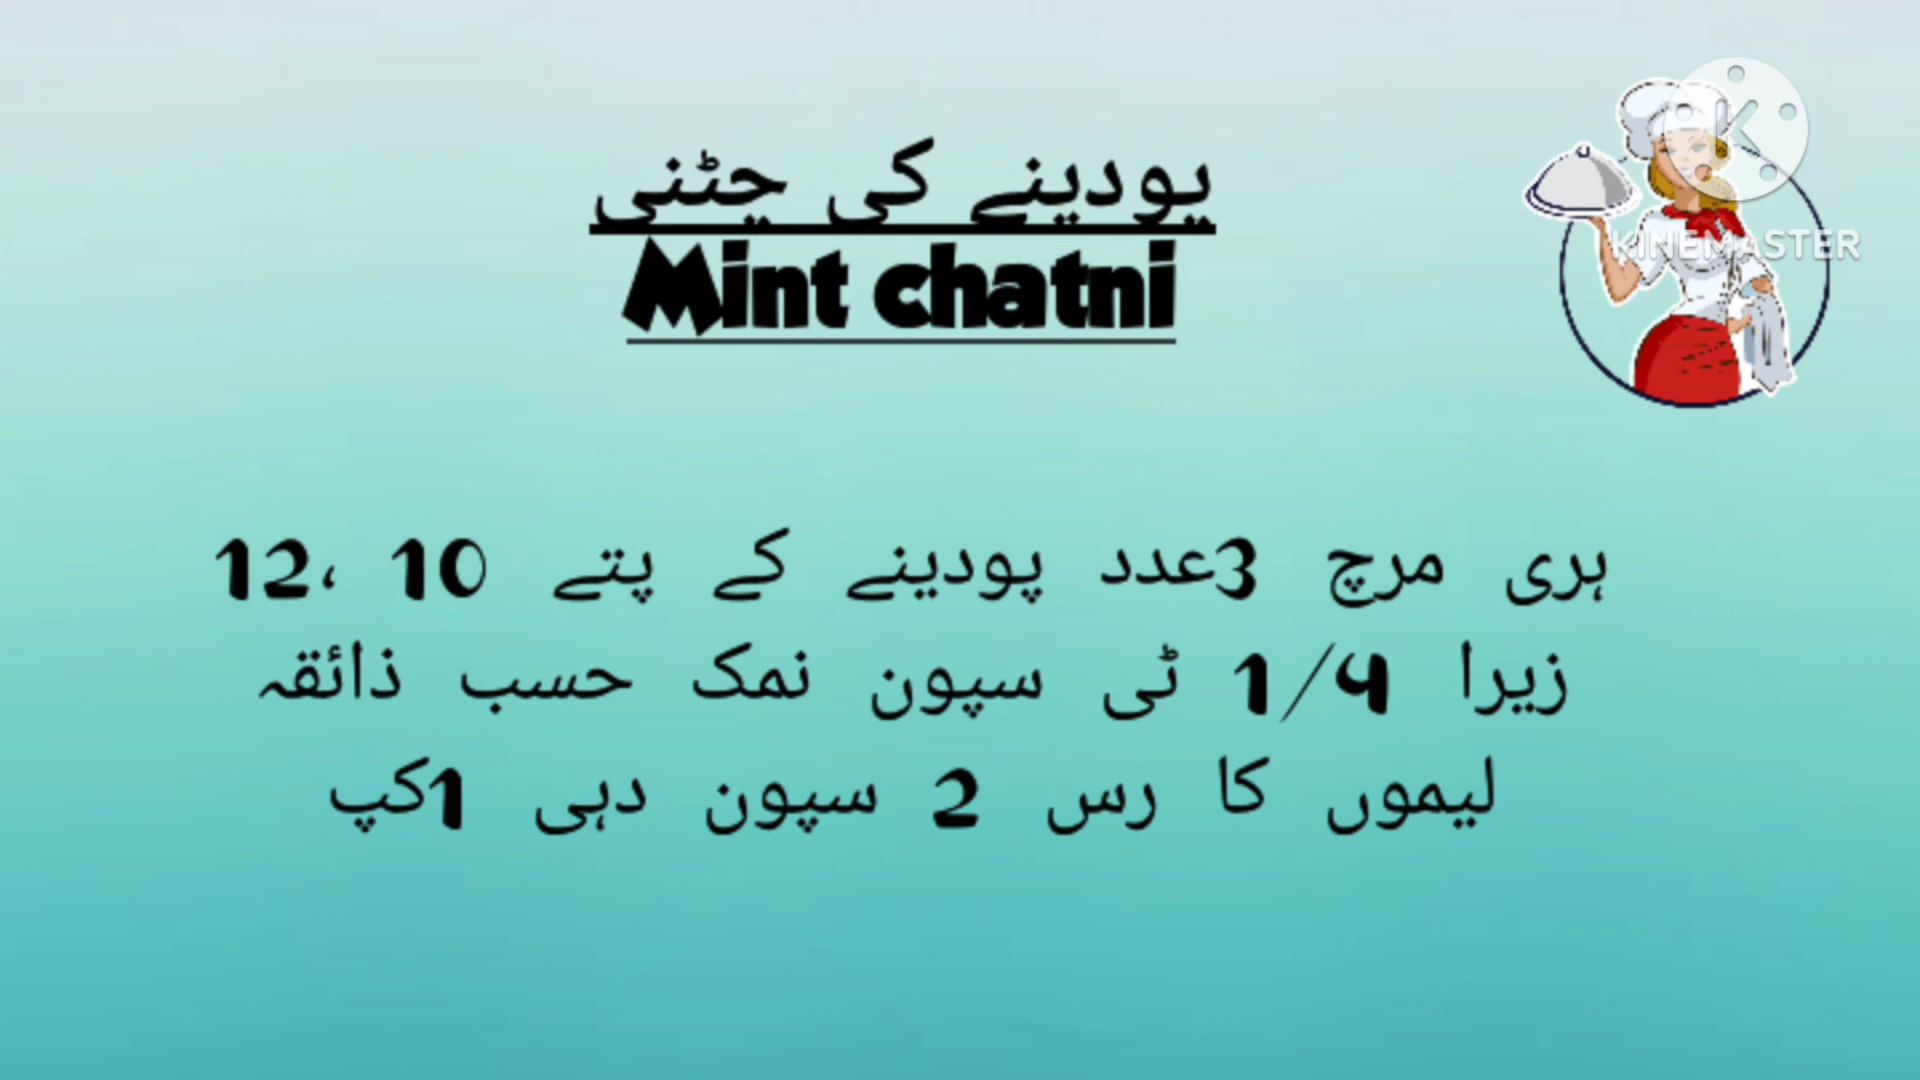 پودینے کی چٹنی
Mint chatni
K
KINEMASTER
ہری مرچ 3عدد پودینے کے پتے 10 ،12
زیرا 1/4 ٹی سپون نمک حسب ذائقہ
لیموں کا رس 2 سپون دہی 1کپ